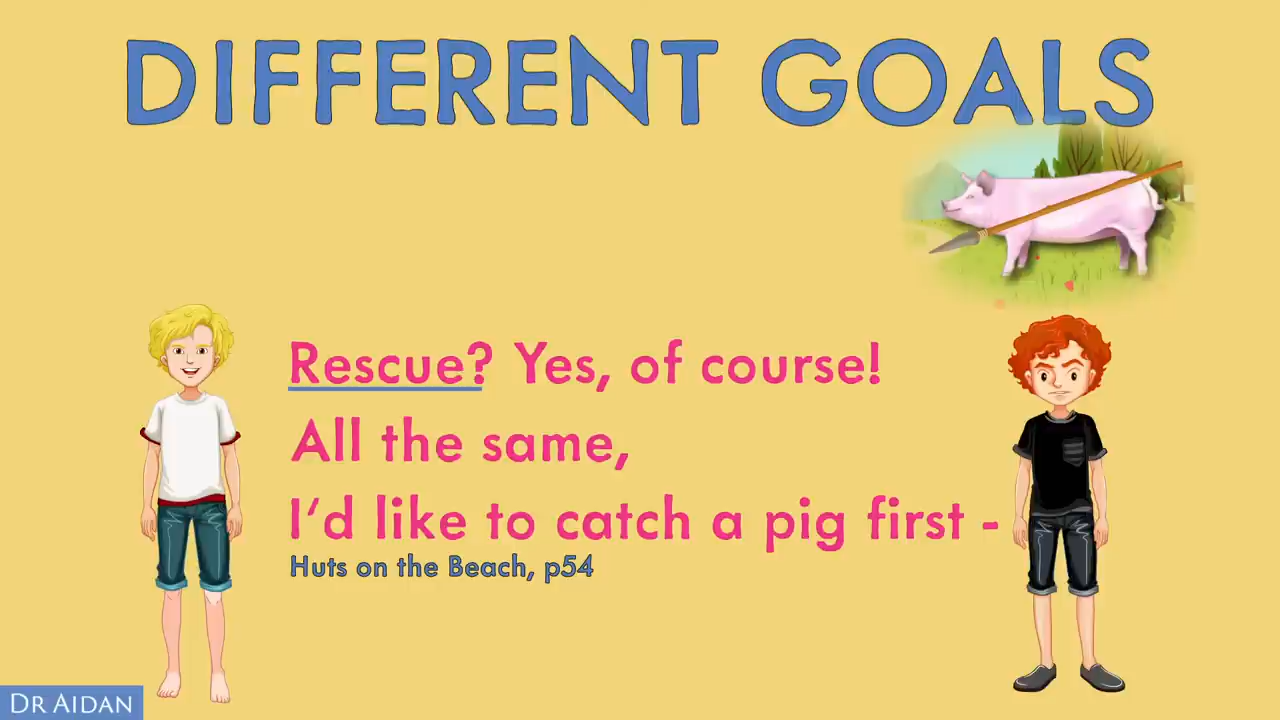 DIFFERENT GOALS
Rescue? Yes, of course!
All the same,
I'd like to catch a pig first -
Huts on the Beach, p54
DR AIDAN